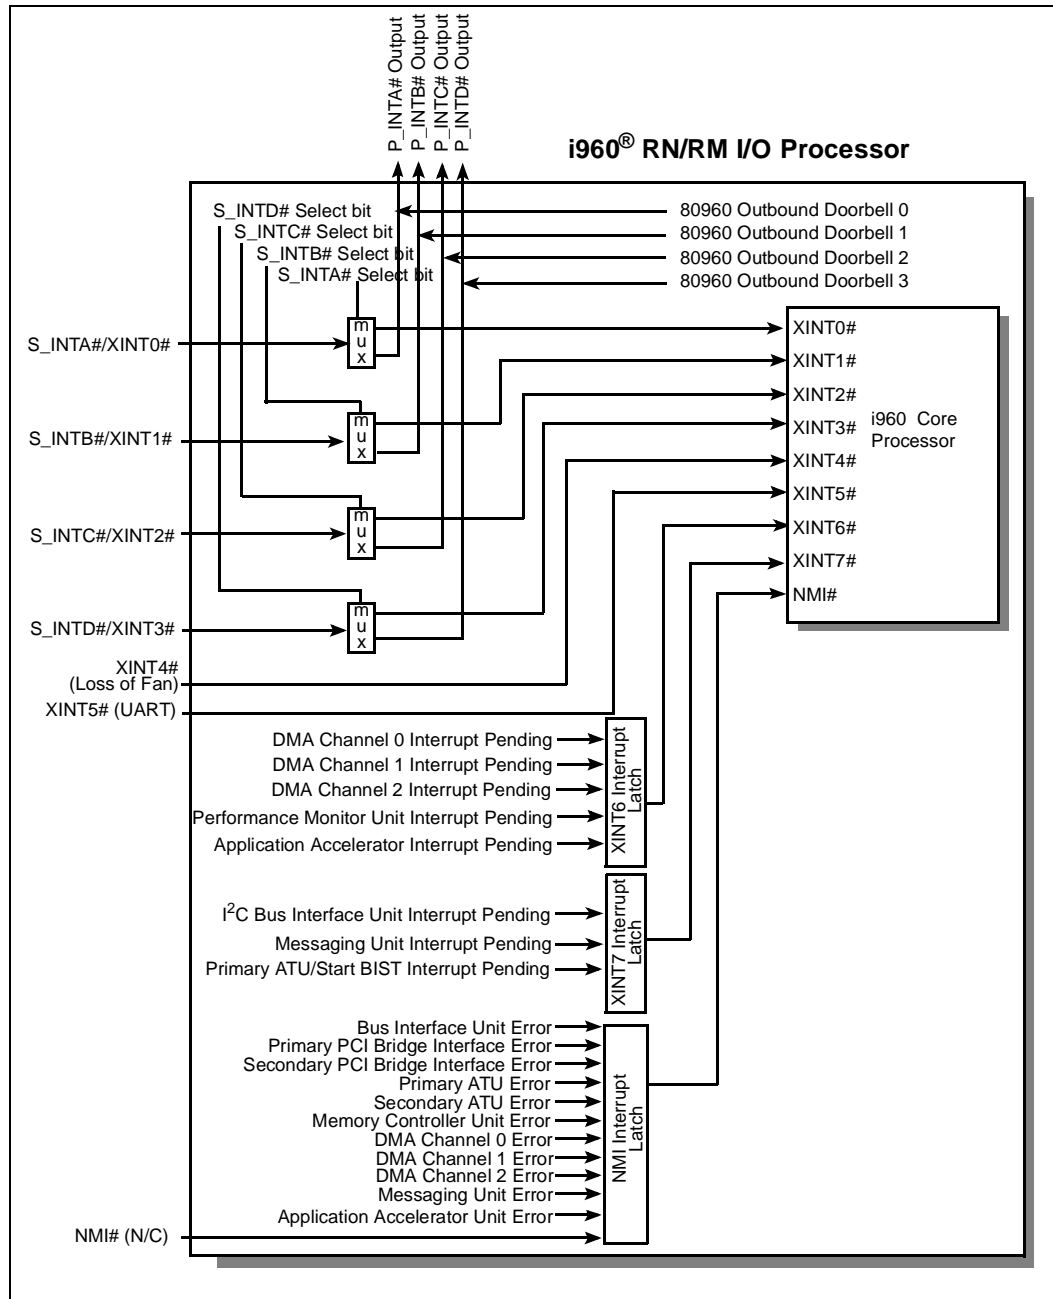 P_INTA# Output
P_INTB# Output
P_INTC# Output
P_INTD# Output
i960® RN/RM I/O Processor
S_INTD# Select bit
S_INTC# Select bit
S_INTB# Select bit
S_INTA# Select bit
80960 Outbound Doorbell 0
80960 Outbound Doorbell 1
80960 Outbound Doorbell 2
80960 Outbound Doorbell 3
S_INTA#/XINT0#
mux
S_INTB#/XINT1#
mux
S_INTC#/XINT2#
mux
S_INTD#/XINT3#
mux
XINT0#
XINT1#
XINT2#
XINT3#
XINT4#
XINT5#
XINT6#
XINT7#
NMI#
i960 Core
Processor
XINT4#
(Loss of Fan)
XINT5# (UART)
DMA Channel 0 Interrupt Pending
DMA Channel 1 Interrupt Pending
DMA Channel 2 Interrupt Pending
Performance Monitor Unit Interrupt Pending
Application Accelerator Interrupt Pending
XINT6 Interrupt
Latch
I²C Bus Interface Unit Interrupt Pending
Messaging Unit Interrupt Pending
Primary ATU/Start BIST Interrupt Pending
XINT7 Interrupt
Latch
Bus Interface Unit Error
Primary PCI Bridge Interface Error
Secondary PCI Bridge Interface Error
Primary ATU Error
Secondary ATU Error
Memory Controller Unit Error
DMA Channel 0 Error
DMA Channel 1 Error
DMA Channel 2 Error
Messaging Unit Error
Application Accelerator Unit Error
NMI Interrupt
Latch
NMI# (N/C)